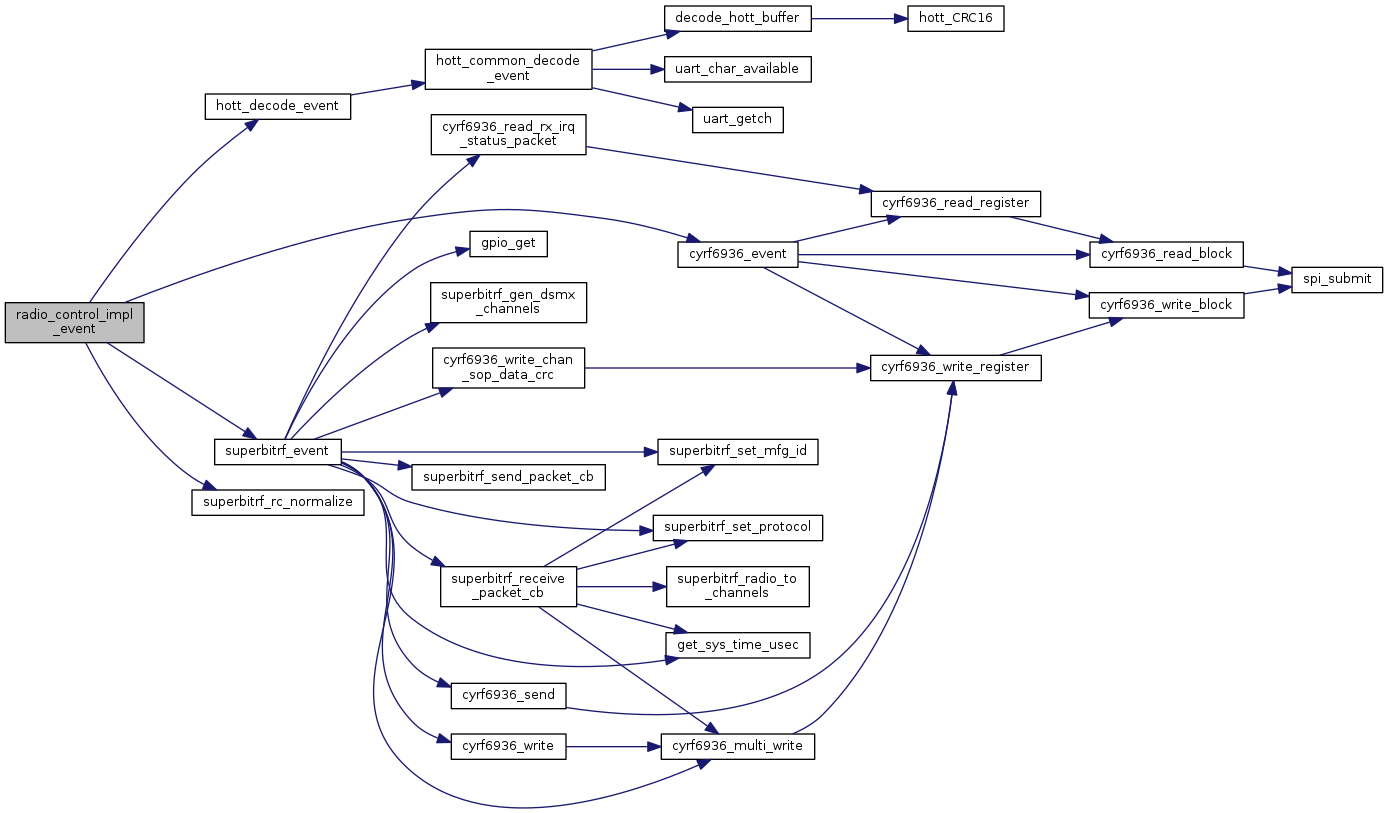 decode_hott_buffer
hott_CRC16
hott_common_decode
_event
uart_char_available
hott_decode_event
uart_getch
cyrf6936_read_rx_irq
_status_packet
cyrf6936_read_register
gpio_get
cyrf6936_event
cyrf6936_read_block
spi_submit
superbitrf_gen_dsmx
_channels
cyrf6936_write_block
radio_control_impl
_event
cyrf6936_write_chan
_sop_data_crc
cyrf6936_write_register
superbitrf_event
superbitrf_set_mfg_id
superbitrf_send_packet_cb
superbitrf_rc_normalize
superbitrf_set_protocol
superbitrf_receive
_packet_cb
superbitrf_radio_to
_channels
get_sys_time_usec
cyrf6936_send
cyrf6936_write
cyrf6936_multi_write